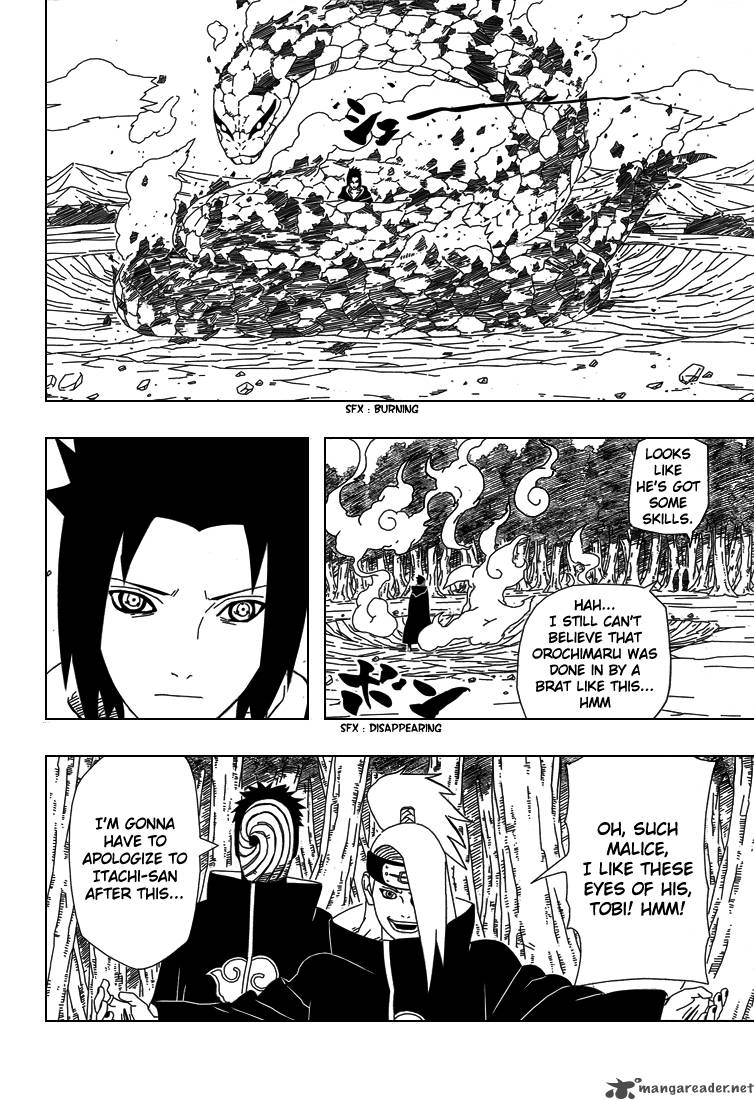 ジュ
SFX : BURNING
LOOKS
LIKE
HE'S GOT
SOME
SKILLS.
HAH...
I STILL CAN'T
BELIEVE THAT
OROCHIMARU WAS
DONE IN BY A
BRAT LIKE THIS...
HMM
ボン
SFX : DISAPPEARING
OH, SUCH
MALICE,
I LIKE THESE
EYES OF HIS,
TOBI! HMM!
I'M GONNA
HAVE TO
APOLOGIZE TO
ITACHI-SAN
AFTER THIS...
mangareader.net